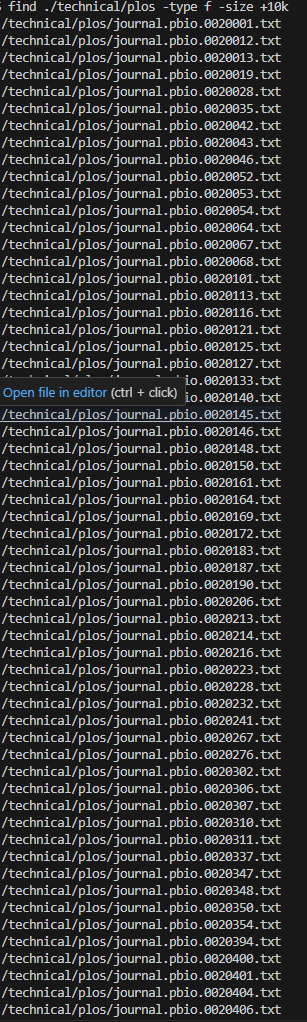 $ find ./technical/plos -type f -size +10k
/technical/plos/journal.pbio.0020001.txt
/technical/plos/journal.pbio.0020012.txt
/technical/plos/journal.pbio.0020013.txt
/technical/plos/journal.pbio.0020019.txt
/technical/plos/journal.pbio.0020028.txt
/technical/plos/journal.pbio.0020035.txt
/technical/plos/journal.pbio.0020042.txt
/technical/plos/journal.pbio.0020043.txt
/technical/plos/journal.pbio.0020046.txt
/technical/plos/journal.pbio.0020052.txt
/technical/plos/journal.pbio.0020053.txt
/technical/plos/journal.pbio.0020054.txt
/technical/plos/journal.pbio.0020064.txt
/technical/plos/journal.pbio.0020067.txt
/technical/plos/journal.pbio.0020068.txt
/technical/plos/journal.pbio.0020101.txt
/technical/plos/journal.pbio.0020113.txt
/technical/plos/journal.pbio.0020116.txt
/technical/plos/journal.pbio.0020121.txt
/technical/plos/journal.pbio.0020125.txt
/technical/plos/journal.pbio.0020127.txt
io.0020133.txt
Open file in editor (ctrl + click)
io.0020140.txt
/technical/plos/journal.pbio.0020145.txt
/technical/plos/journal.pbio.0020146.txt
/technical/plos/journal.pbio.0020148.txt
/technical/plos/journal.pbio.0020150.txt
/technical/plos/journal.pbio.0020161.txt
/technical/plos/journal.pbio.0020164.txt
/technical/plos/journal.pbio.0020169.txt
/technical/plos/journal.pbio.0020172.txt
/technical/plos/journal.pbio.0020183.txt
/technical/plos/journal.pbio.0020187.txt
/technical/plos/journal.pbio.0020190.txt
/technical/plos/journal.pbio.0020206.txt
/technical/plos/journal.pbio.0020213.txt
/technical/plos/journal.pbio.0020214.txt
/technical/plos/journal.pbio.0020216.txt
/technical/plos/journal.pbio.0020223.txt
/technical/plos/journal.pbio.0020228.txt
/technical/plos/journal.pbio.0020232.txt
/technical/plos/journal.pbio.0020241.txt
/technical/plos/journal.pbio.0020267.txt
/technical/plos/journal.pbio.0020276.txt
/technical/plos/journal.pbio.0020302.txt
/technical/plos/journal.pbio.0020306.txt
/technical/plos/journal.pbio.0020307.txt
/technical/plos/journal.pbio.0020310.txt
/technical/plos/journal.pbio.0020311.txt
/technical/plos/journal.pbio.0020337.txt
/technical/plos/journal.pbio.0020347.txt
/technical/plos/journal.pbio.0020348.txt
/technical/plos/journal.pbio.0020350.txt
/technical/plos/journal.pbio.0020354.txt
/technical/plos/journal.pbio.0020394.txt
/technical/plos/journal.pbio.0020400.txt
/technical/plos/journal.pbio.0020401.txt
/technical/plos/journal.pbio.0020404.txt
/technical/plos/journal.pbio.0020406.txt